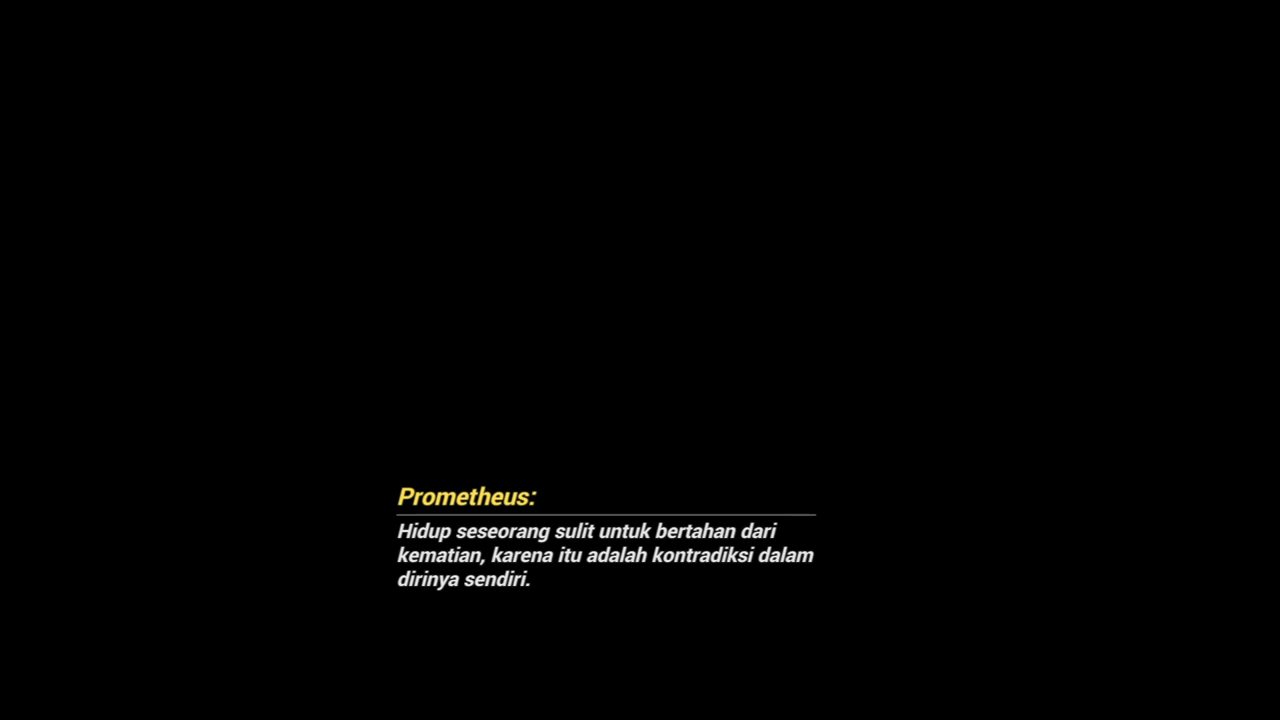 Prometheus:
Hidup seseorang sulit untuk bertahan dari
kematian, karena itu adalah kontradiksi dalam
dirinya sendiri.